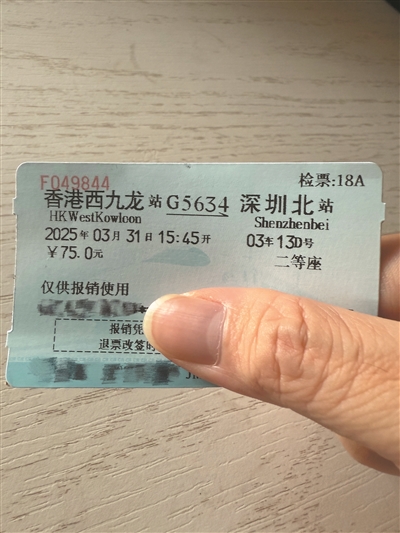 F049844 检票:18A
香港西九龙站 G5634 深圳北站
HKWestKowloon Shenzhenbei
2025年03月31日15:45开 03车13D号
￥75.0元 二等座
仅供报销使用
报销凭
退票改签时